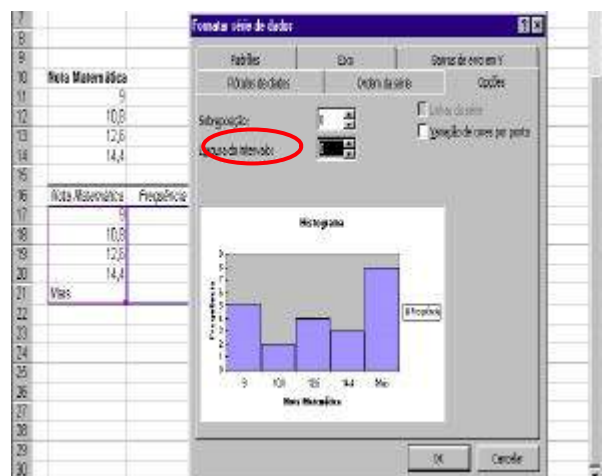 Formatar série de dados
Padrões Eixo Barras de erro em Y
Rótulos de dados Ordem da série Opções
Sobreposição: 0
Largura do intervalo:
Linhas da série
Variação de cores por ponto
7
8
9
10 Nota Matemática
11 9
12 10,8
13 12,6
14 14,4
15
16 Nota Matemática Frequência
17 9
18 10,8
19 12,6
20 14,4
21 Mais
22
23
24
25
26
27
28
29
30
Histograma
Frequência
9 10,8 12,6 14,4 Mais
Nota Matemática
Frequência
OK Cancelar